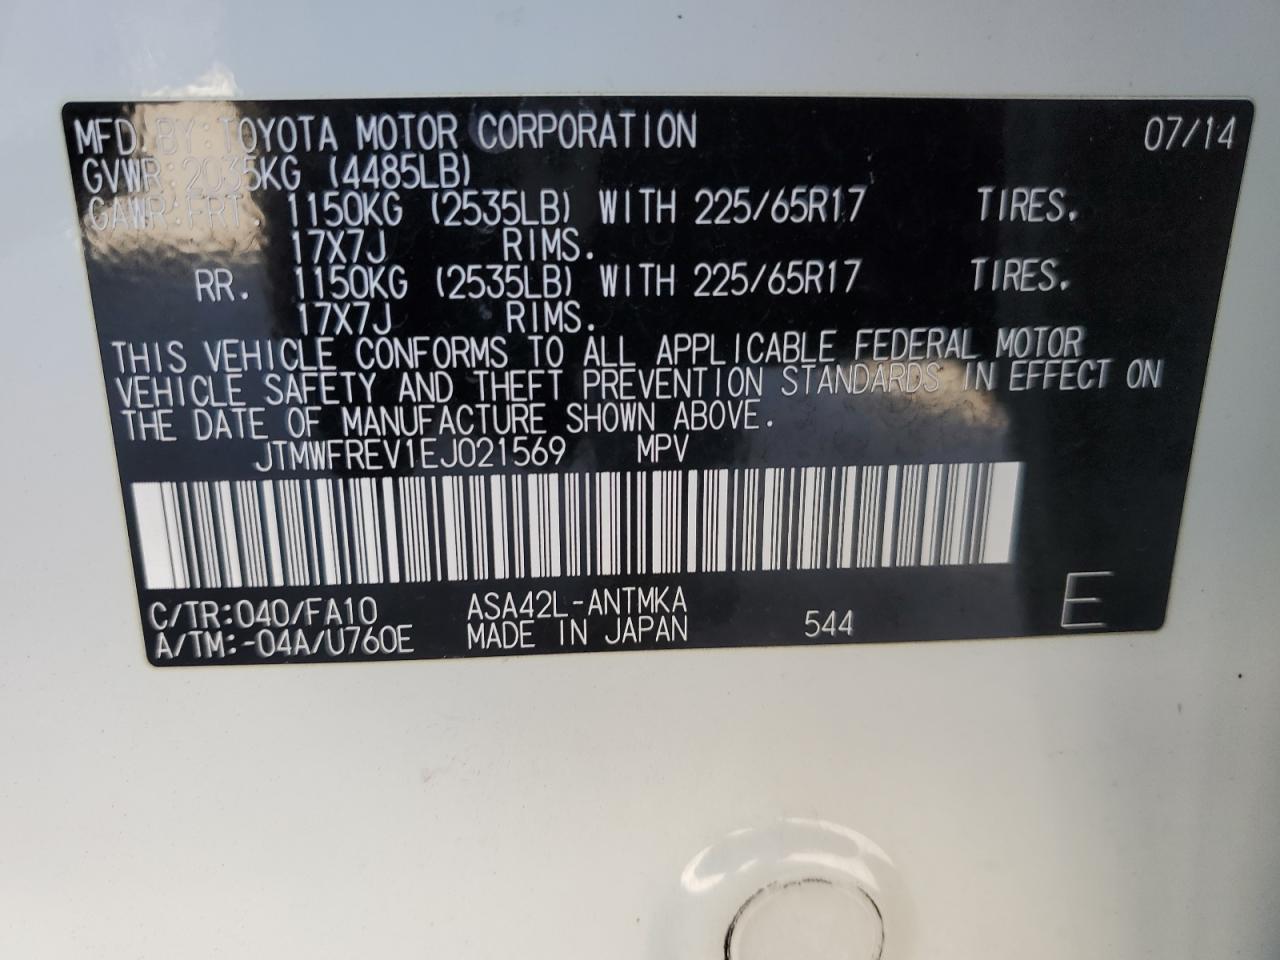 MFD.BY:TOYOTA MOTOR CORPORATION 07/14
GVWR:2035KG (4485LB)
GAWR:FRT. 1150KG (2535LB) WITH 225/65R17 TIRES.
17X7J RIMS.
RR. 1150KG (2535LB) WITH 225/65R17 TIRES.
17X7J RIMS.
THIS VEHICLE CONFORMS TO ALL APPLICABLE FEDERAL MOTOR
VEHICLE SAFETY AND THEFT PREVENTION STANDARDS IN EFFECT ON
THE DATE OF MANUFACTURE SHOWN ABOVE.
JTMWFREV1EJ021569 MPV
C/TR:040/FA10 ASA42L-ANTMKA 544 E
A/TM:-04A/U760E MADE IN JAPAN